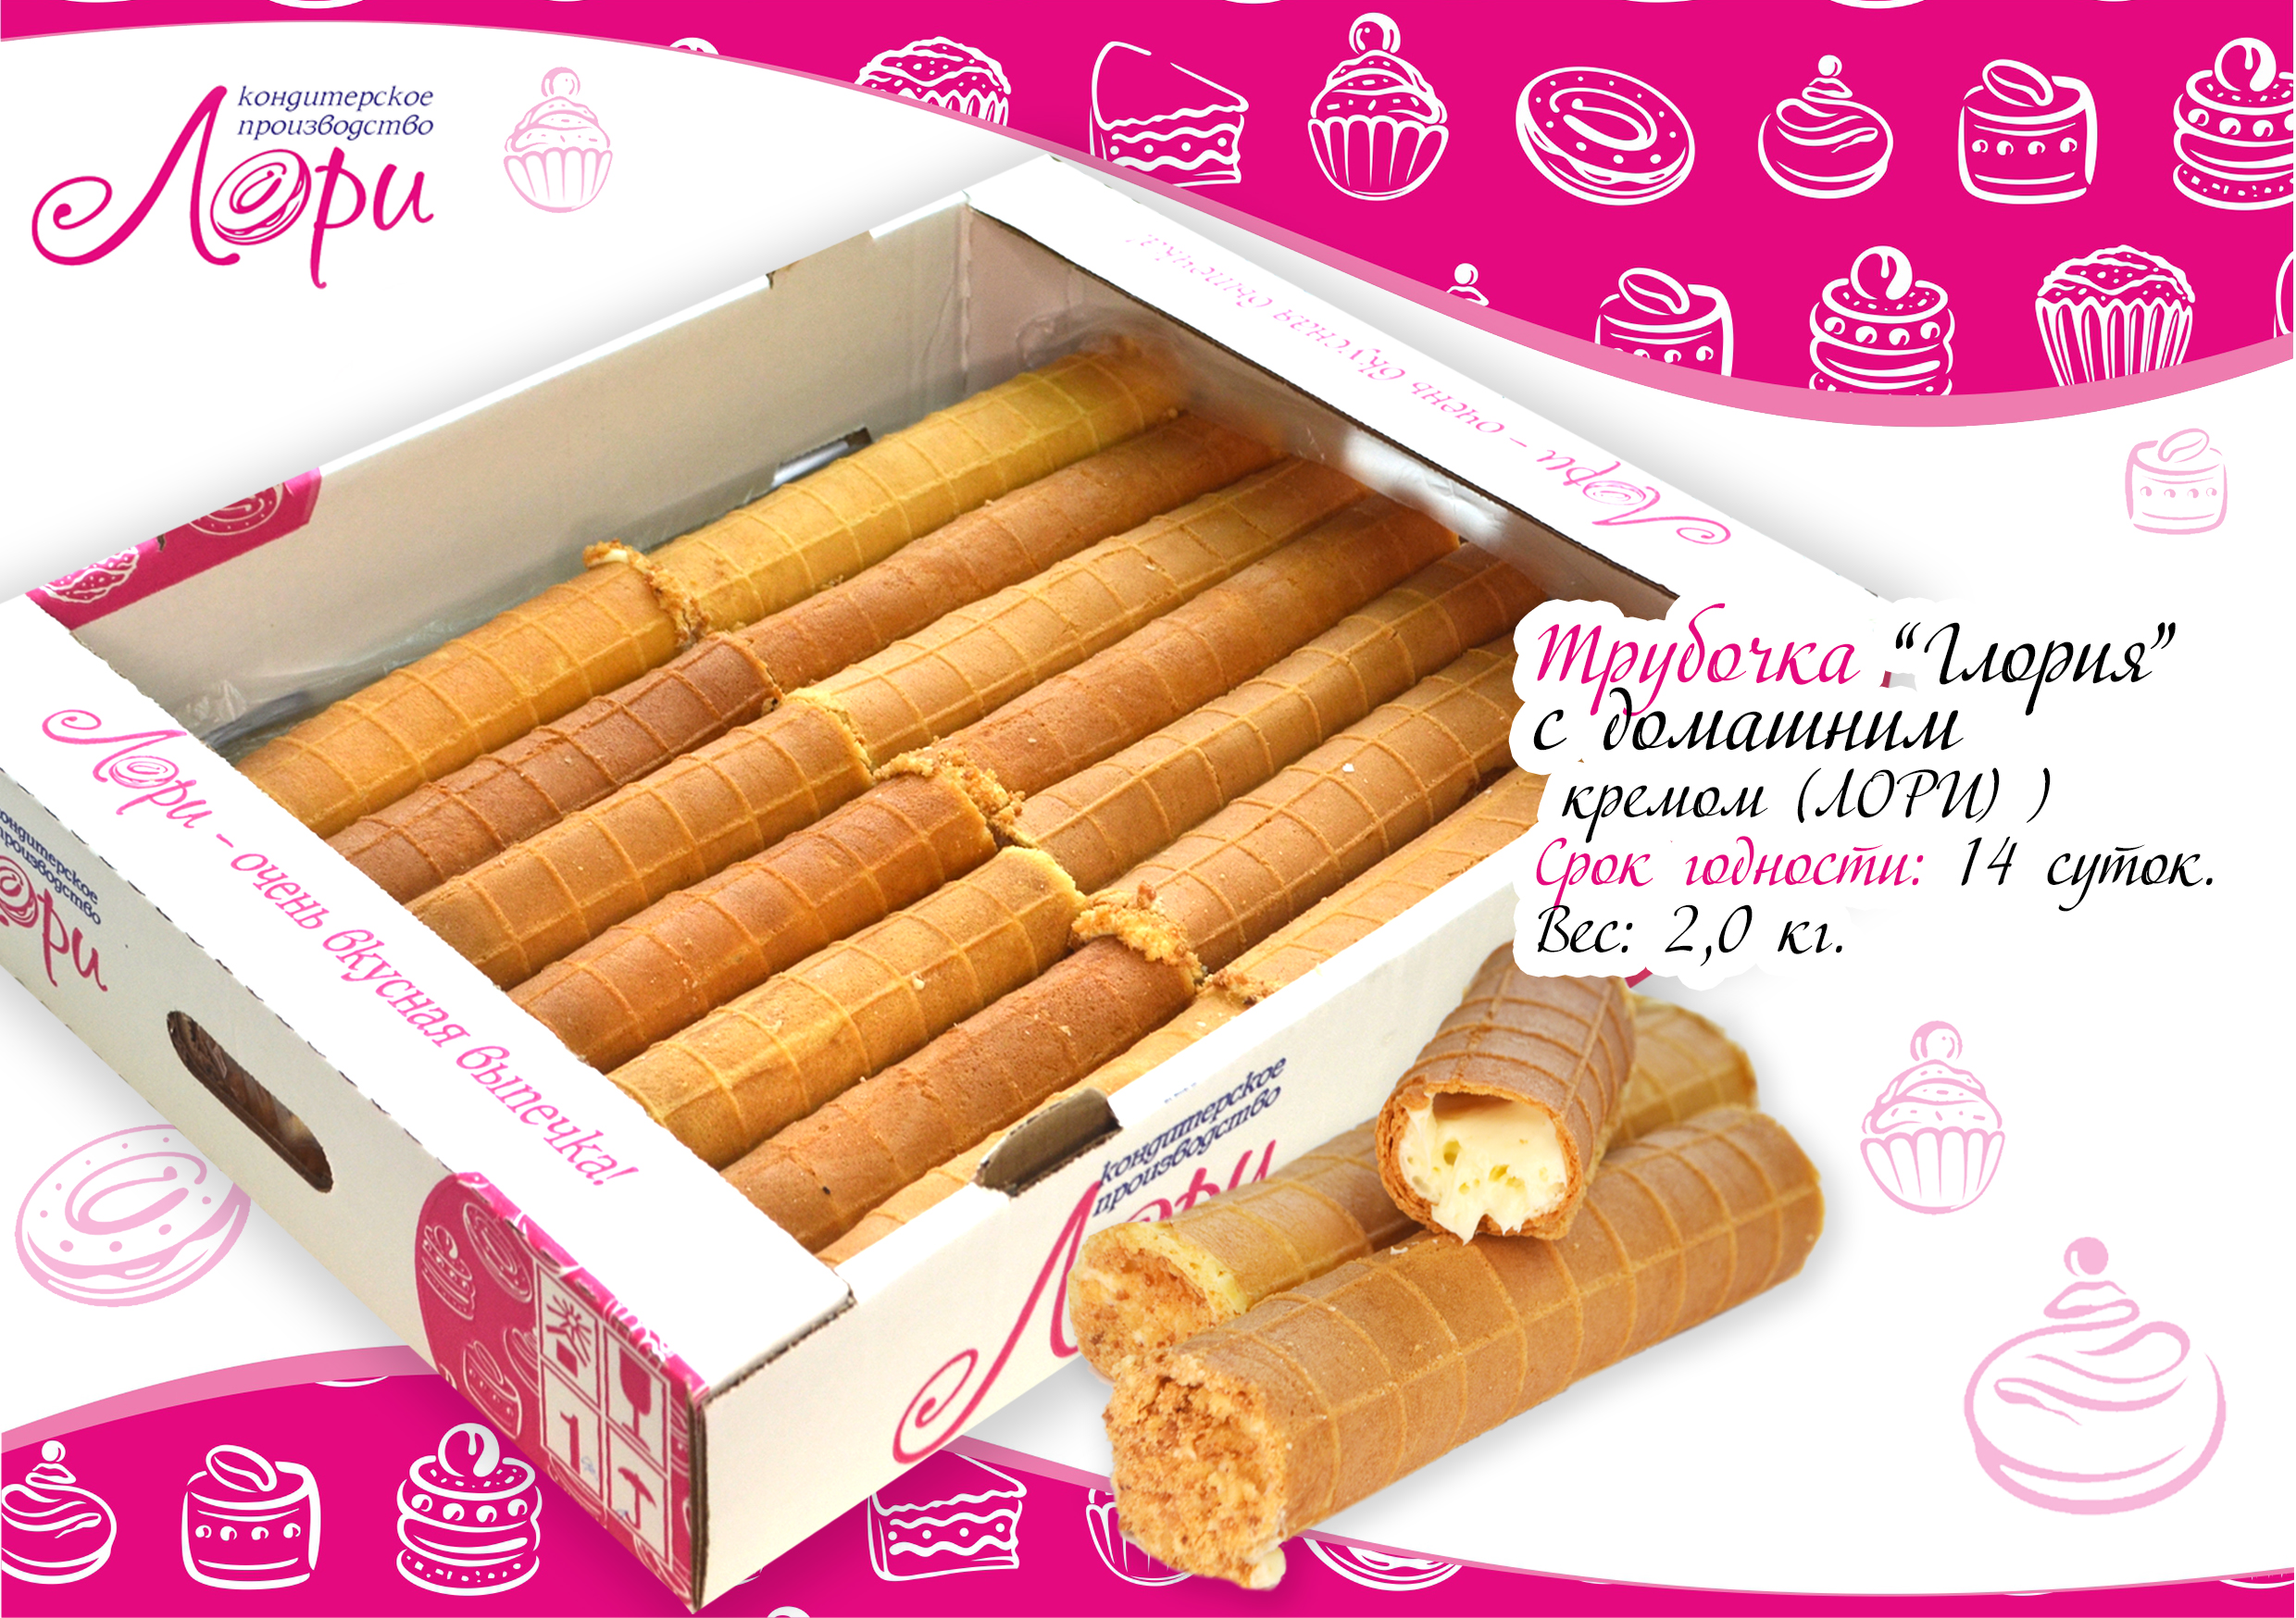 кондитерское
производство
Лори
Лори – очень вкусная выпечка!
Трубочка “Глория”
с домашним
кремом (ЛОРИ) )
Срок годности: 14 суток.
Вес: 2,0 кг.
Лори – очень вкусная выпечка!
кондитерское
производство
Лори
кондитерское
производство
Лори
1